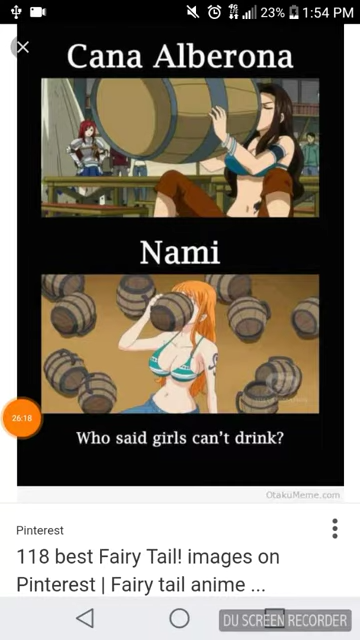 23% 1:54 PM
Cana Alberona
Nami
26:18
Who said girls can't drink?
OtakuMeme.com
Pinterest
118 best Fairy Tail! images on
Pinterest | Fairy tail anime ...
DU SCREEN RECORDER